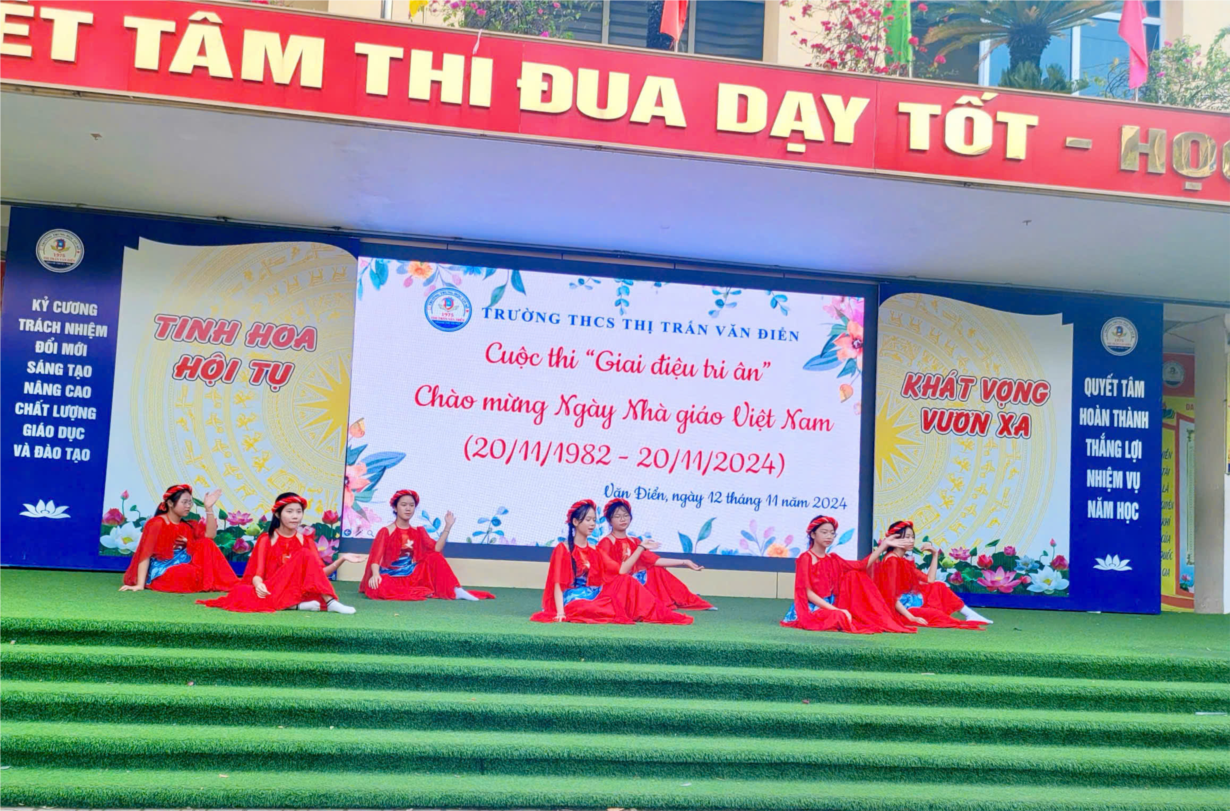 TÂM THI ĐUA DẠY TỐT - HỌC
KỶ CƯƠNG
TRÁCH NHIỆM
ĐỔI MỚI
SÁNG TẠO
NÂNG CAO
CHẤT LƯỢNG
GIÁO DỤC
VÀ ĐÀO TẠO
TINH HOA
HỘI TỤ
TRƯỜNG THCS THỊ TRẤN VĂN ĐIỂN
Cuộc thi “Giai điệu tri ân”
Chào mừng Ngày Nhà giáo Việt Nam
(20/11/1982 - 20/11/2024)
Văn Điển, ngày 12 tháng 11 năm 2024
KHÁT VỌNG
VƯƠN XA
QUYẾT TÂM
HOÀN THÀNH
THẮNG LỢI
NHIỆM VỤ
NĂM HỌC